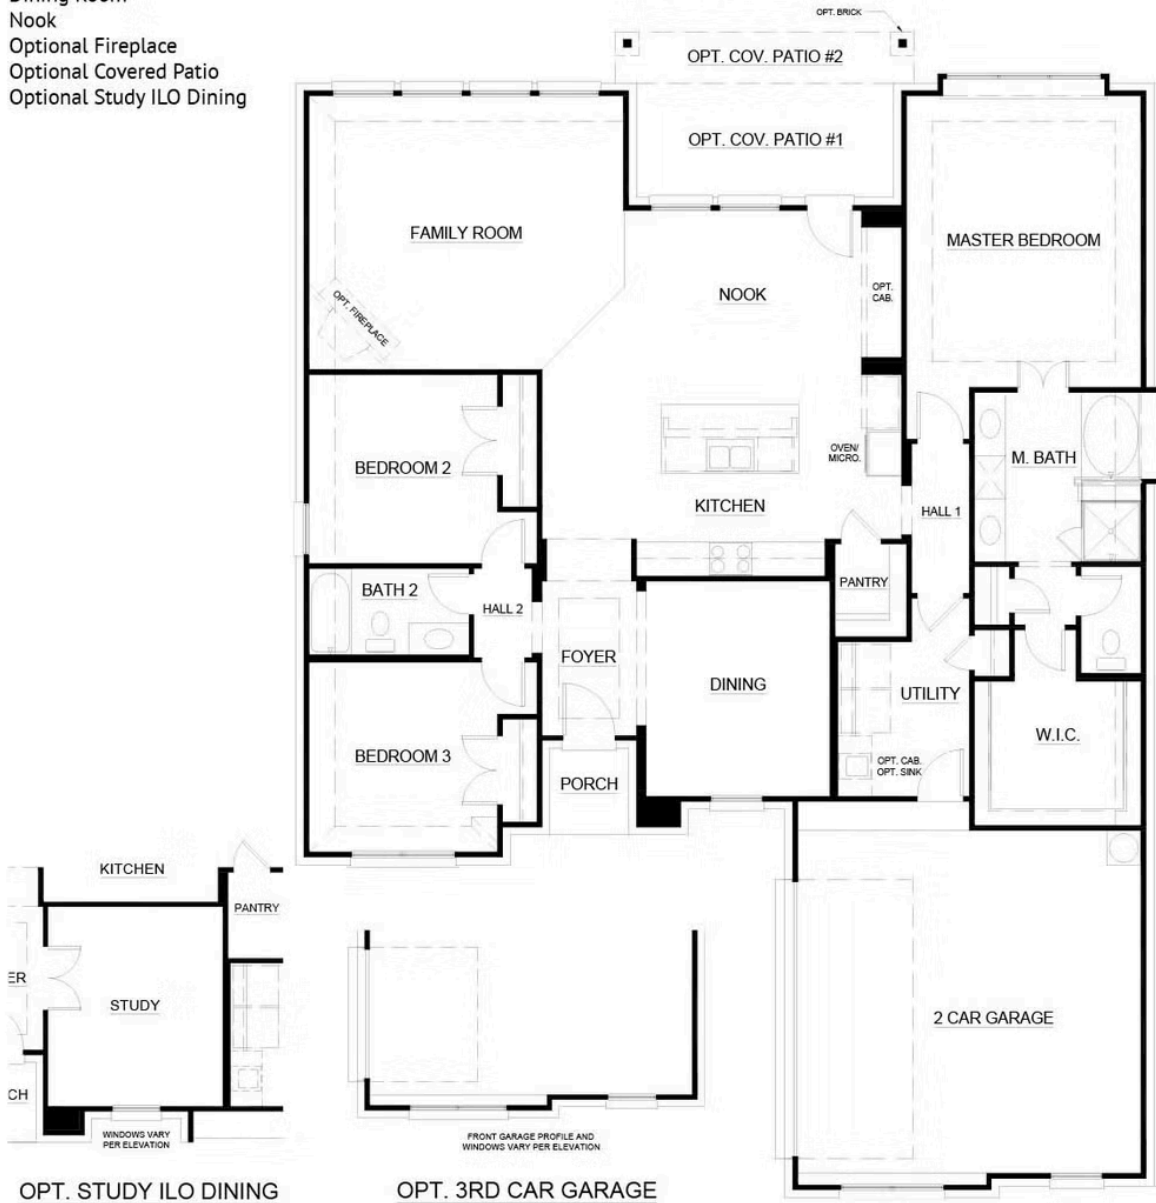 Dining Room
Nook
Optional Fireplace
Optional Covered Patio
Optional Study ILO Dining
OPT. BRICK
OPT. COV. PATIO #2
OPT. COV. PATIO #1
FAMILY ROOM
MASTER BEDROOM
NOOK
OPT.
CAB.
OPT. FIREPLACE
BEDROOM 2
OVEN/
MICRO.
M. BATH
KITCHEN
HALL 1
BATH 2
HALL 2
PANTRY
FOYER
DINING
UTILITY
W.I.C.
BEDROOM 3
PORCH
OPT. CAB.
OPT. SINK
KITCHEN
PANTRY
ER
STUDY
CH
2 CAR GARAGE
WINDOWS VARY
PER ELEVATION
FRONT GARAGE PROFILE AND
WINDOWS VARY PER ELEVATION
OPT. STUDY ILO DINING
OPT. 3RD CAR GARAGE